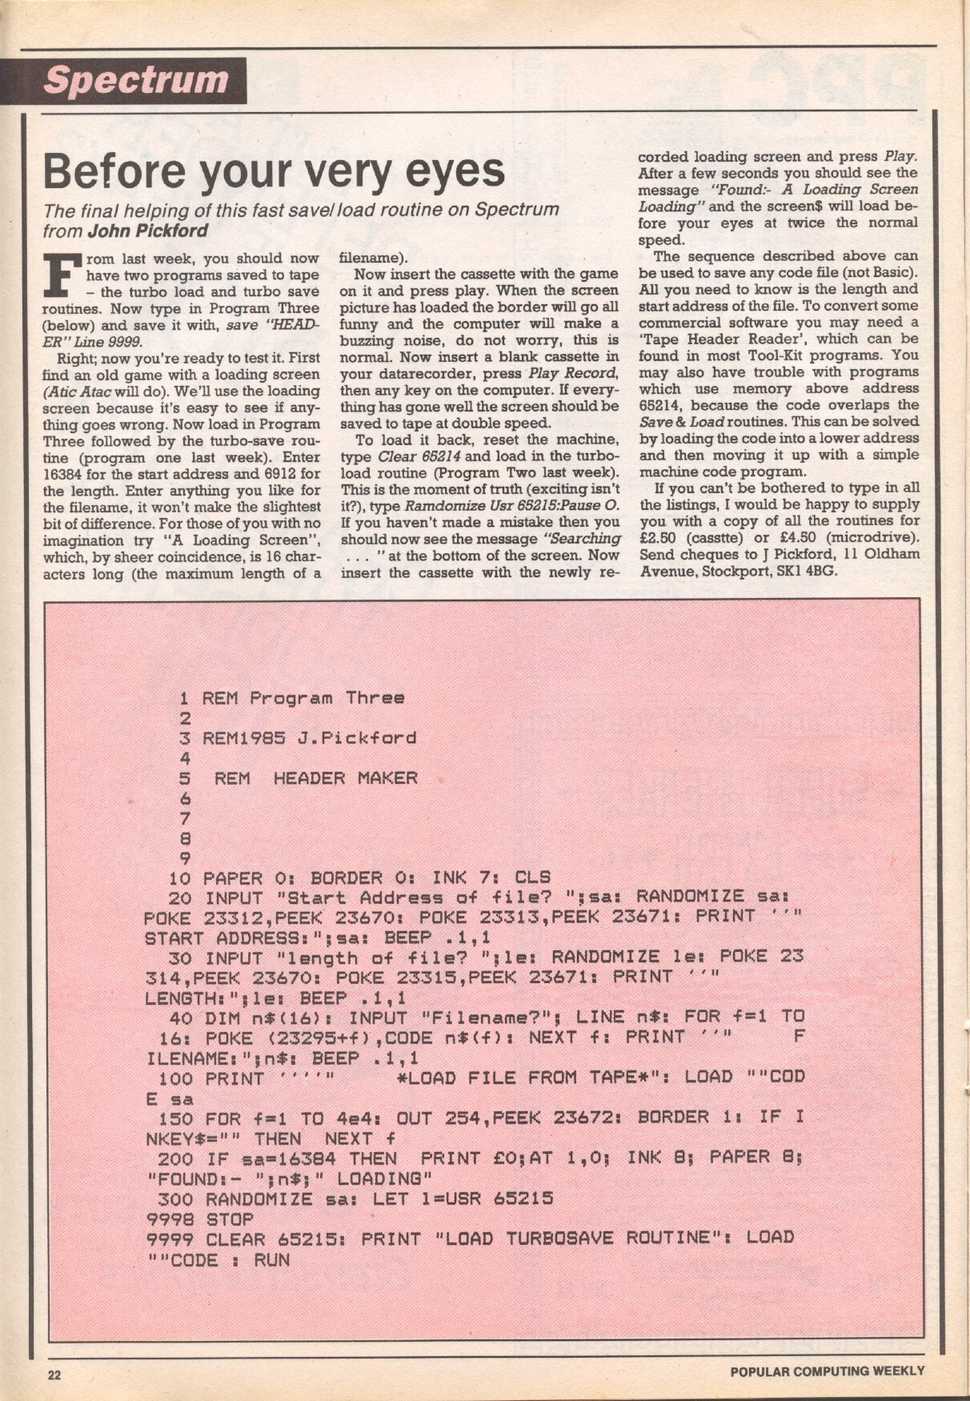 Spectrum
Before your very eyes
The final helping of this fast save/load routine on Spectrum
from John Pickford
From last week, you should now
have two programs saved to tape
– the turbo load and turbo save
routines. Now type in Program Three
(below) and save it with, save "HEAD-
ER" Line 9999.
Right; now you're ready to test it. First
find an old game with a loading screen
(Atic Atac will do). We'll use the loading
screen because it's easy to see if any-
thing goes wrong. Now load in Program
Three followed by the turbo-save rou-
tine (program one last week). Enter
16384 for the start address and 6912 for
the length. Enter anything you like for
the filename, it won't make the slightest
bit of difference. For those of you with no
imagination try "A Loading Screen",
which, by sheer coincidence, is 16 char-
acters long (the maximum length of a
filename).
Now insert the cassette with the game
on it and press play. When the screen
picture has loaded the border will go all
funny and the computer will make a
buzzing noise, do not worry, this is
normal. Now insert a blank cassette in
your datarecorder, press Play Record,
then any key on the computer. If every-
thing has gone well the screen should be
saved to tape at double speed.
To load it back, reset the machine,
type Clear 65214 and load in the turbo-
load routine (Program Two last week).
This is the moment of truth (exciting isn't
it?), type Ramdomize Usr 65215:Pause O.
If you haven't made a mistake then you
should now see the message "Searching
. . . " at the bottom of the screen. Now
insert the cassette with the newly re-
corded loading screen and press Play.
After a few seconds you should see the
message "Found:- A Loading Screen
Loading" and the screen$ will load be-
fore your eyes at twice the normal
speed.
The sequence described above can
be used to save any code file (not Basic).
All you need to know is the length and
start address of the file. To convert some
commercial software you may need a
'Tape Header Reader', which can be
found in most Tool-Kit programs. You
may also have trouble with programs
which use memory above address
65214, because the code overlaps the
Save & Load routines. This can be solved
by loading the code into a lower address
and then moving it up with a simple
machine code program.
If you can't be bothered to type in all
the listings, I would be happy to supply
you with a copy of all the routines for
£2.50 (casstte) or £4.50 (microdrive).
Send cheques to J Pickford, 11 Oldham
Avenue, Stockport, SK1 4BG.
1 REM Program Three
2
3 REM1985 J.Pickford
4
5  REM  HEADER MAKER
6
7
8
9
10 PAPER 0: BORDER 0: INK 7: CLS
20 INPUT "Start Address of file? ";sa: RANDOMIZE sa:
POKE 23312,PEEK 23670: POKE 23313,PEEK 23671: PRINT ''"
START ADDRESS:";sa: BEEP .1,1
30 INPUT "length of file? ";le: RANDOMIZE le: POKE 23
314,PEEK 23670: POKE 23315,PEEK 23671: PRINT ''"
LENGTH:";le: BEEP .1,1
40 DIM n$(16): INPUT "Filename?"; LINE n$: FOR f=1 TO
16: POKE (23295+f),CODE n$(f): NEXT f: PRINT ''"     F
ILENAME:";n$: BEEP .1,1
100 PRINT ''''"     *LOAD FILE FROM TAPE*": LOAD ""COD
E sa
150 FOR f=1 TO 4e4: OUT 254,PEEK 23672: BORDER 1: IF I
NKEY$="" THEN  NEXT f
200 IF sa=16384 THEN  PRINT £0;AT 1,0; INK 8; PAPER 8;
"FOUND:- ";n$;" LOADING"
300 RANDOMIZE sa: LET l=USR 65215
9998 STOP
9999 CLEAR 65215: PRINT "LOAD TURBOSAVE ROUTINE": LOAD
""CODE : RUN
22
POPULAR COMPUTING WEEKLY